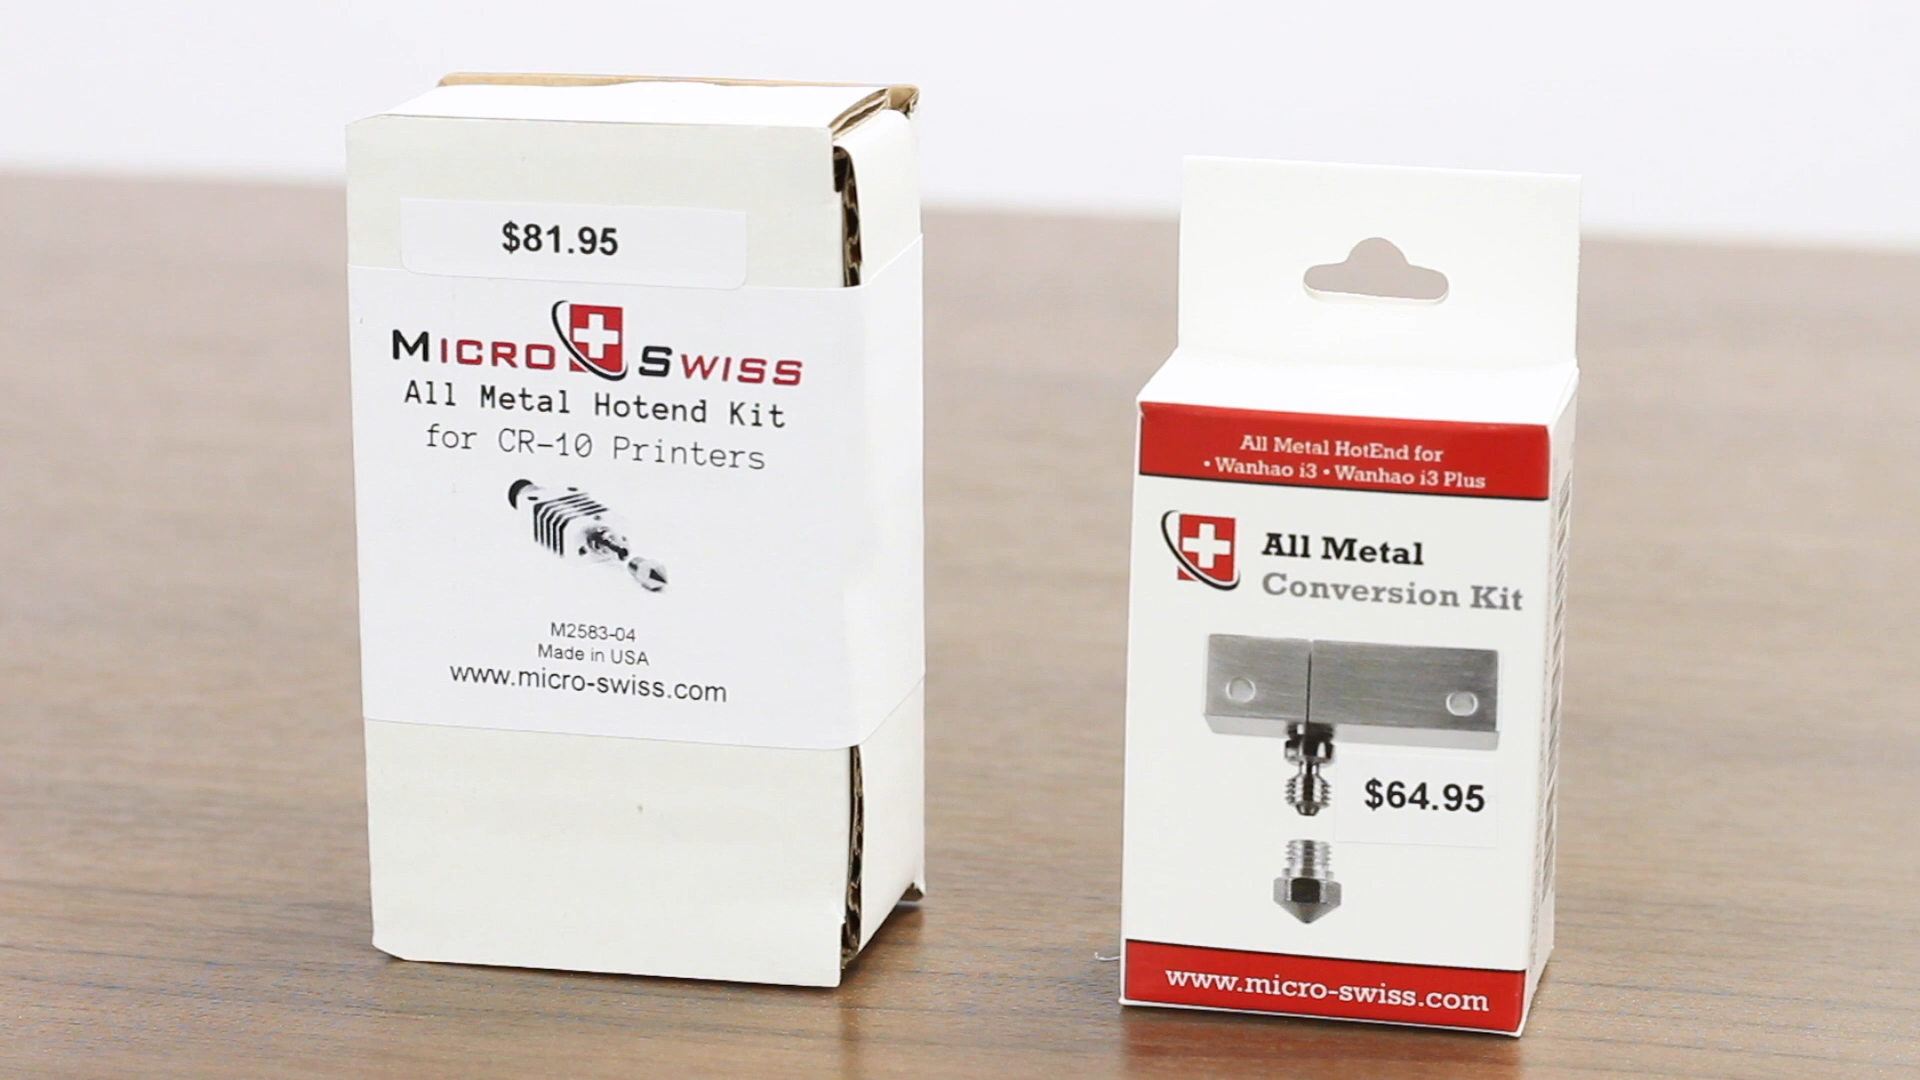 $81.95
MICRO SWISS
All Metal Hotend Kit
for CR-10 Printers
M2583-04
Made in USA
www.micro-swiss.com
All Metal HotEnd for
• Wanhao i3 • Wanhao i3 Plus
All Metal
Conversion Kit
$64.95
www.micro-swiss.com